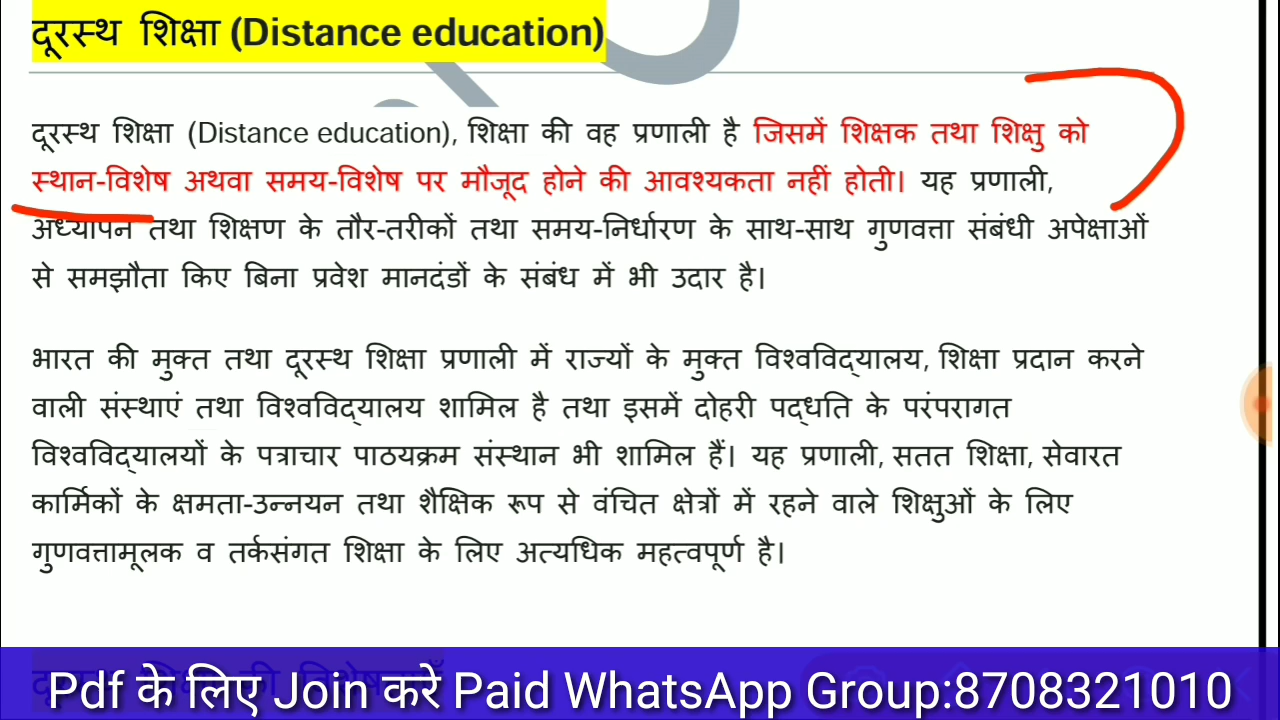 दूरस्थ शिक्षा (Distance education)
दूरस्थ शिक्षा (Distance education), शिक्षा की वह प्रणाली है जिसमें शिक्षक तथा शिक्षु को
स्थान-विशेष अथवा समय-विशेष पर मौजूद होने की आवश्यकता नहीं होती। यह प्रणाली,
अध्यापन तथा शिक्षण के तौर-तरीकों तथा समय-निर्धारण के साथ-साथ गुणवत्ता संबंधी अपेक्षाओं
से समझौता किए बिना प्रवेश मानदंडों के संबंध में भी उदार है।
भारत की मुक्त तथा दूरस्थ शिक्षा प्रणाली में राज्यों के मुक्त विश्वविद्यालय, शिक्षा प्रदान करने
वाली संस्थाएं तथा विश्वविद्यालय शामिल है तथा इसमें दोहरी पद्धति के परंपरागत
विश्वविद्यालयों के पत्राचार पाठयक्रम संस्थान भी शामिल हैं। यह प्रणाली, सतत शिक्षा, सेवारत
कार्मिकों के क्षमता-उन्नयन तथा शैक्षिक रूप से वंचित क्षेत्रों में रहने वाले शिक्षुओं के लिए
गुणवत्तामूलक व तर्कसंगत शिक्षा के लिए अत्यधिक महत्वपूर्ण है।
Pdf के लिए Join करें Paid WhatsApp Group:8708321010